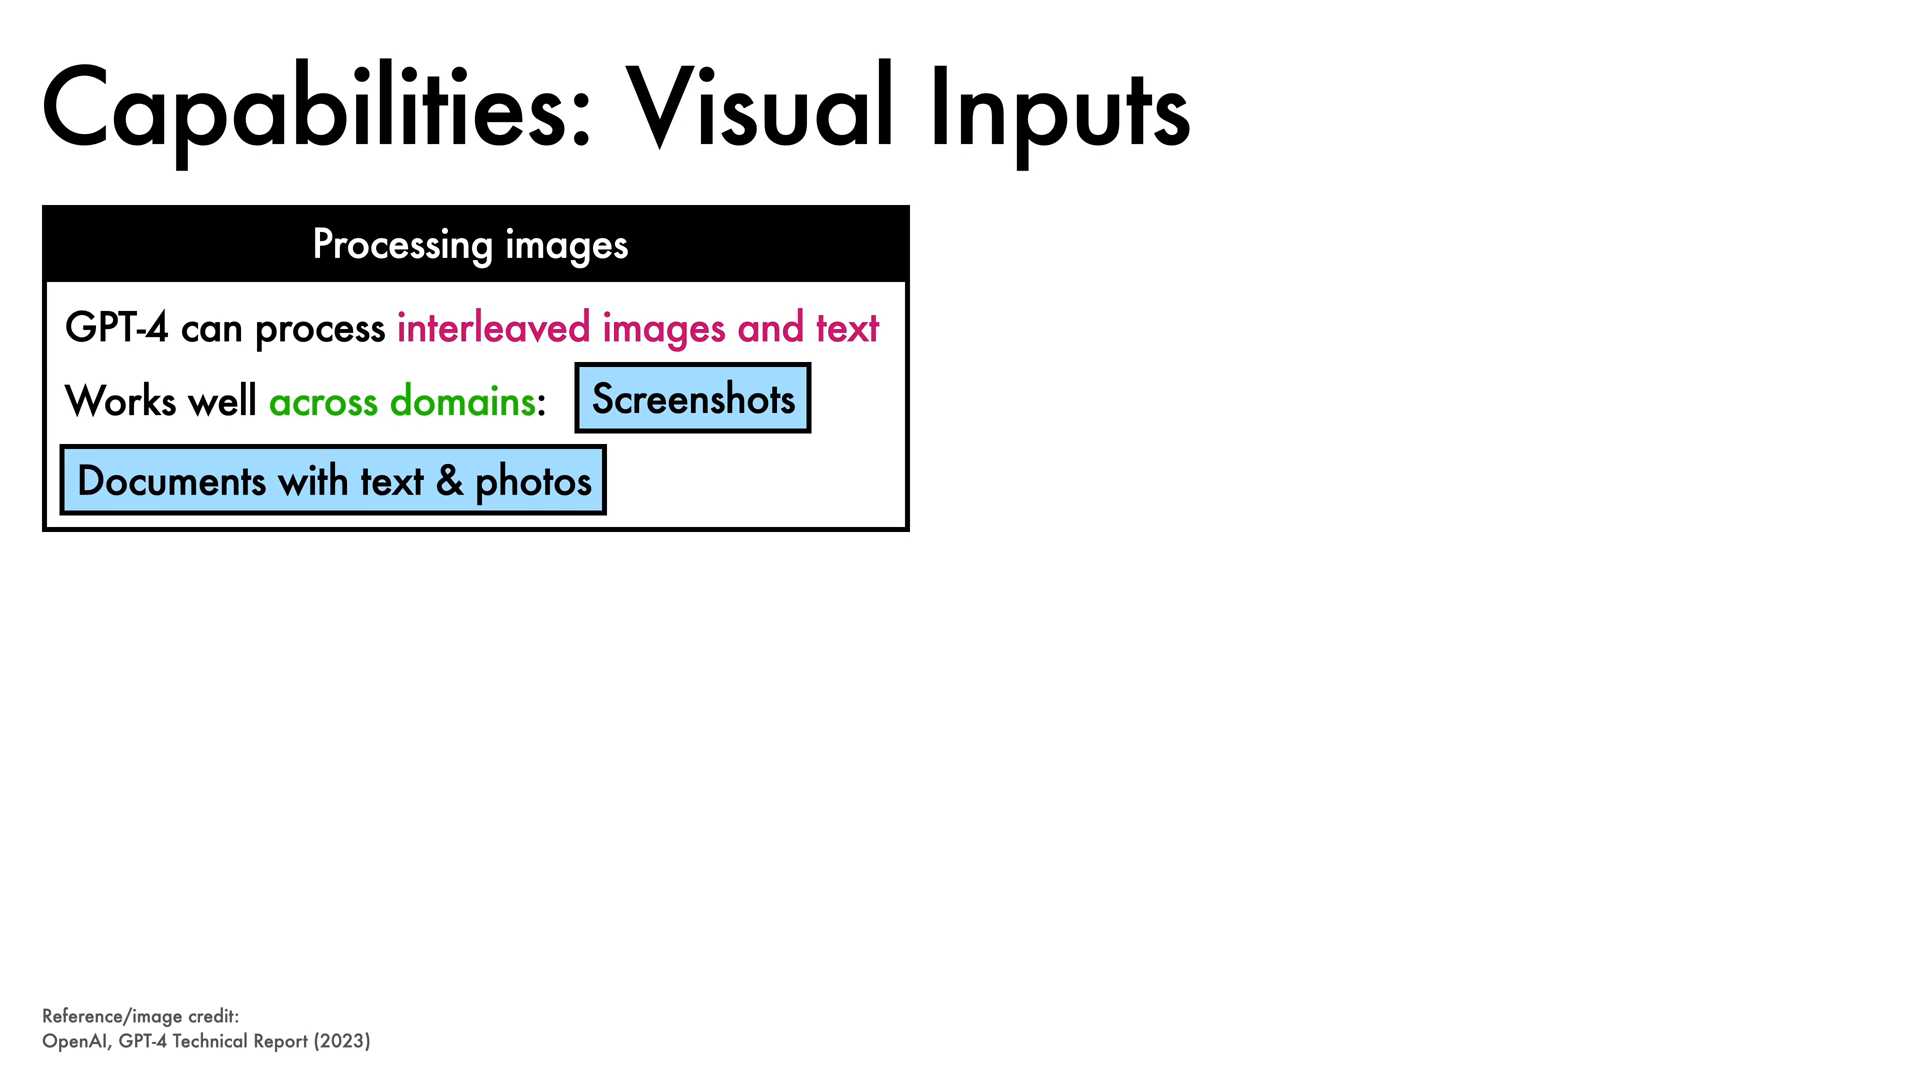 Capabilities: Visual Inputs
Processing images
GPT-4 can process interleaved images and text
Works well across domains: Screenshots
Documents with text & photos
Reference/image credit:
OpenAI, GPT-4 Technical Report (2023)